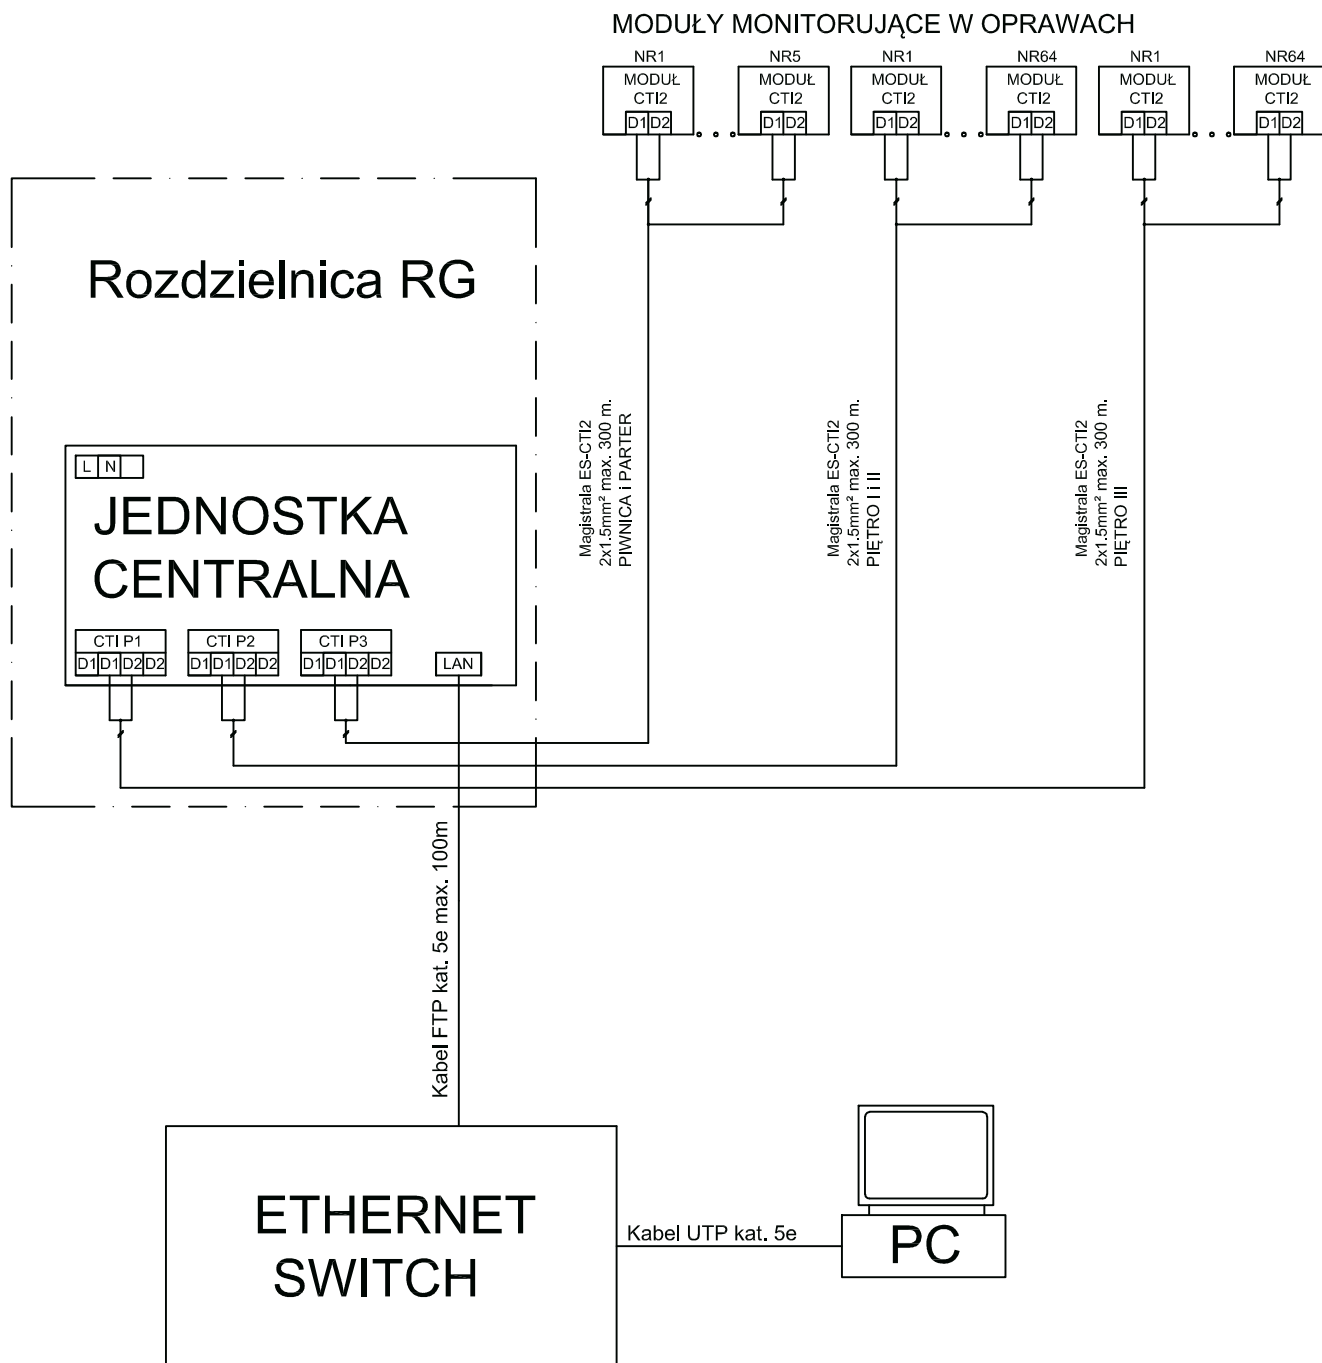 MODUŁY MONITORUJĄCE W OPRAWACH
NR1
MODUŁ
CTI2
D1 D2
NR5
MODUŁ
CTI2
D1 D2
NR1
MODUŁ
CTI2
D1 D2
NR64
MODUŁ
CTI2
D1 D2
NR1
MODUŁ
CTI2
D1 D2
NR64
MODUŁ
CTI2
D1 D2
Rozdzielnica RG
Magistrala ES-CTI2
2x1.5mm² max. 300 m.
PIWNICA i PARTER
Magistrala ES-CTI2
2x1.5mm² max. 300 m.
PIĘTRO I i II
Magistrala ES-CTI2
2x1.5mm² max. 300 m.
PIĘTRO III
L N
JEDNOSTKA
CENTRALNA
CTI P1
D1 D1 D2 D2
CTI P2
D1 D1 D2 D2
CTI P3
D1 D1 D2 D2
LAN
Kabel FTP kat. 5e max. 100m
ETHERNET
SWITCH
Kabel UTP kat. 5e
PC